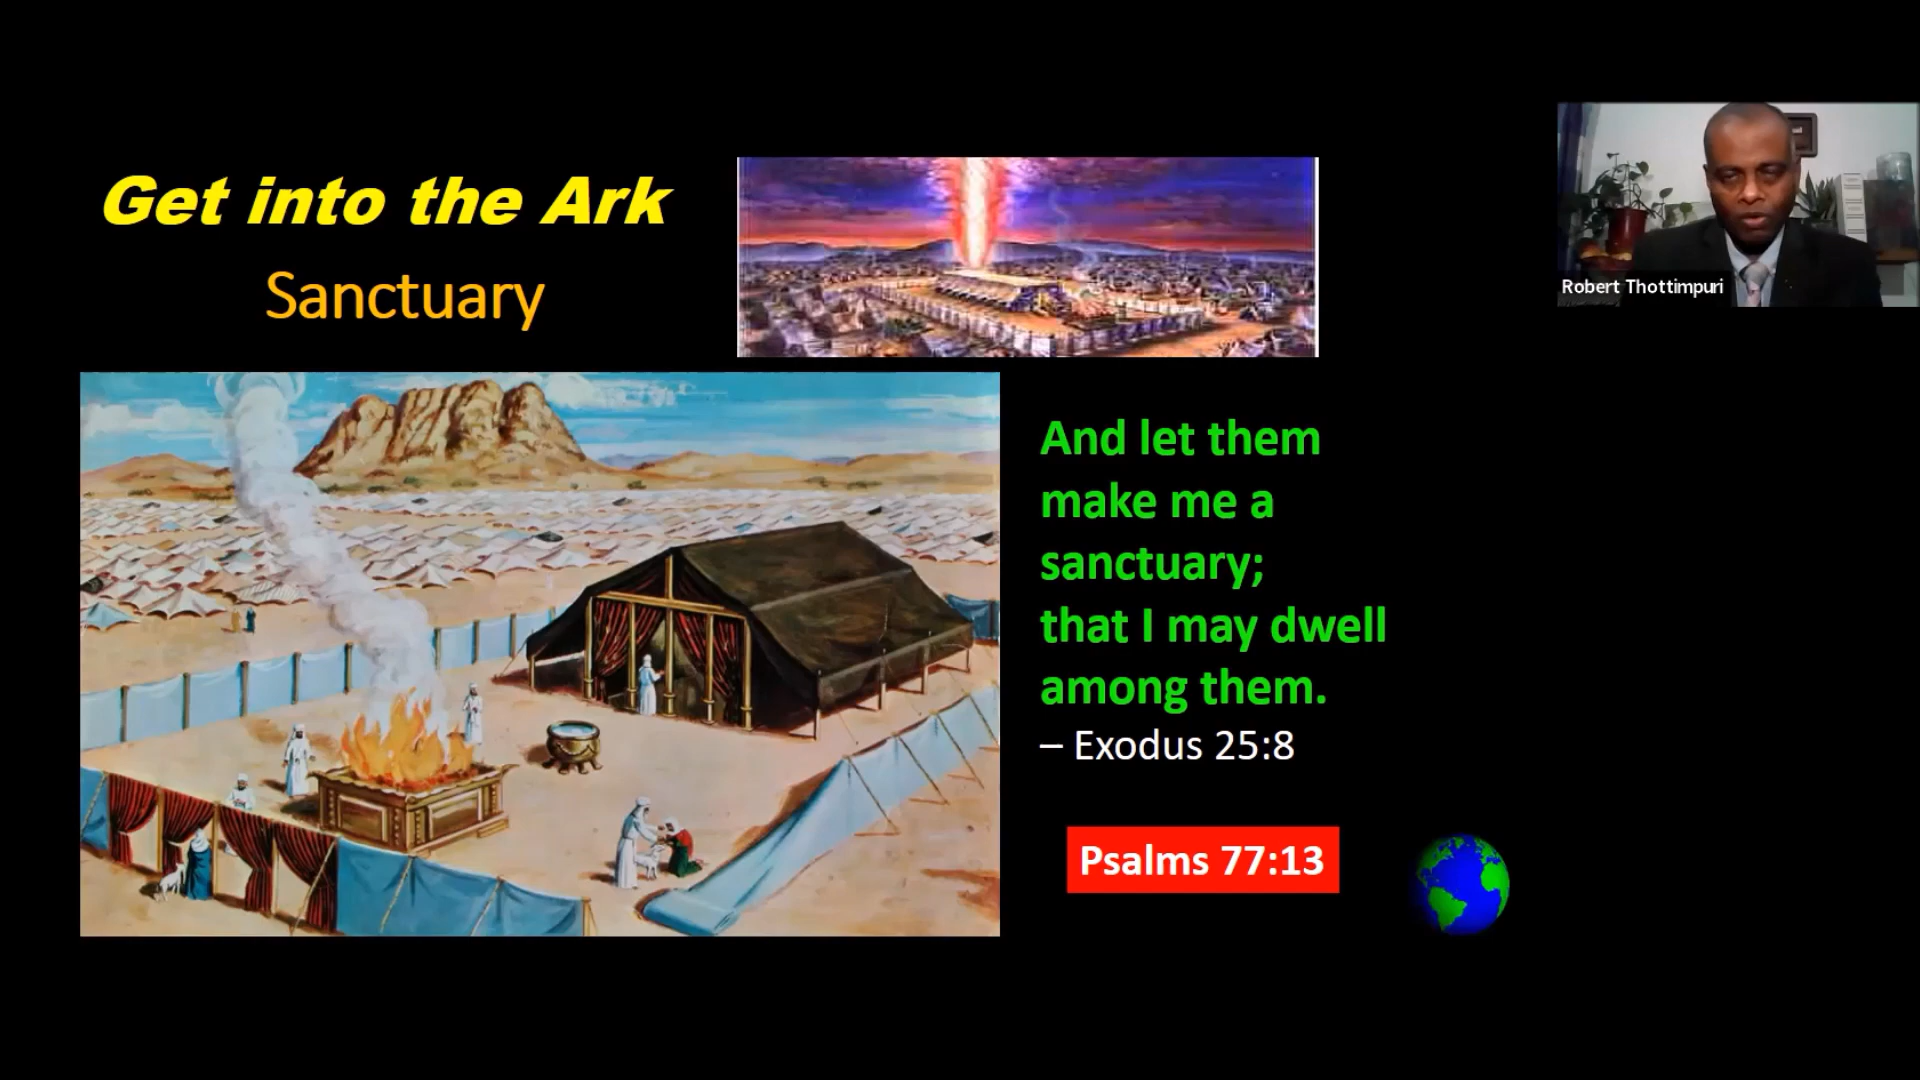 Get into the Ark
Sanctuary
Robert Thottimpuri
And let them
make me a
sanctuary;
that I may dwell
among them.
– Exodus 25:8
Psalms 77:13